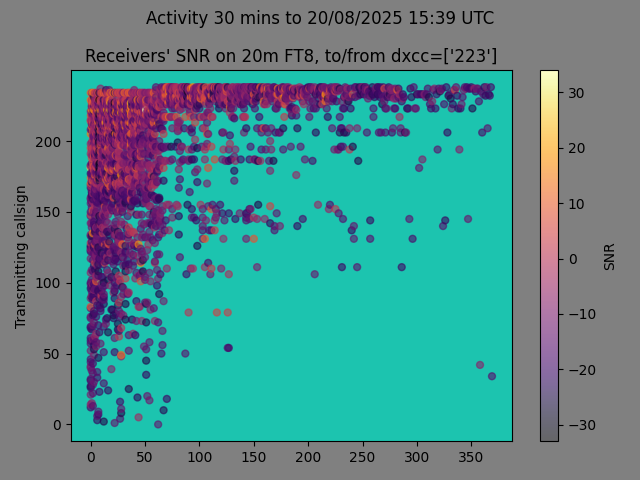 Activity 30 mins to 20/08/2025 15:39 UTC
Receivers' SNR on 20m FT8, to/from dxcc=['223']
Transmitting callsign
200
150
100
50
0
0 50 100 150 200 250 300 350
30
20
10
0
−10
−20
−30
SNR